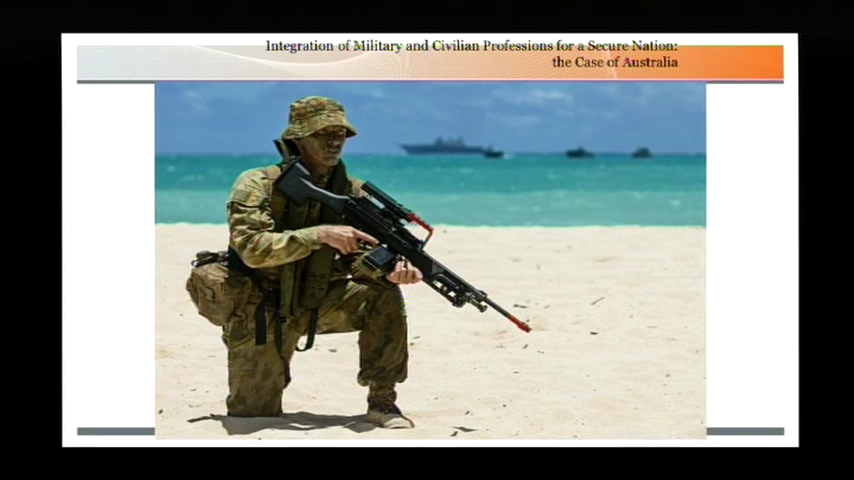 Integration of Military and Civilian Professions for a Secure Nation:
the Case of Australia